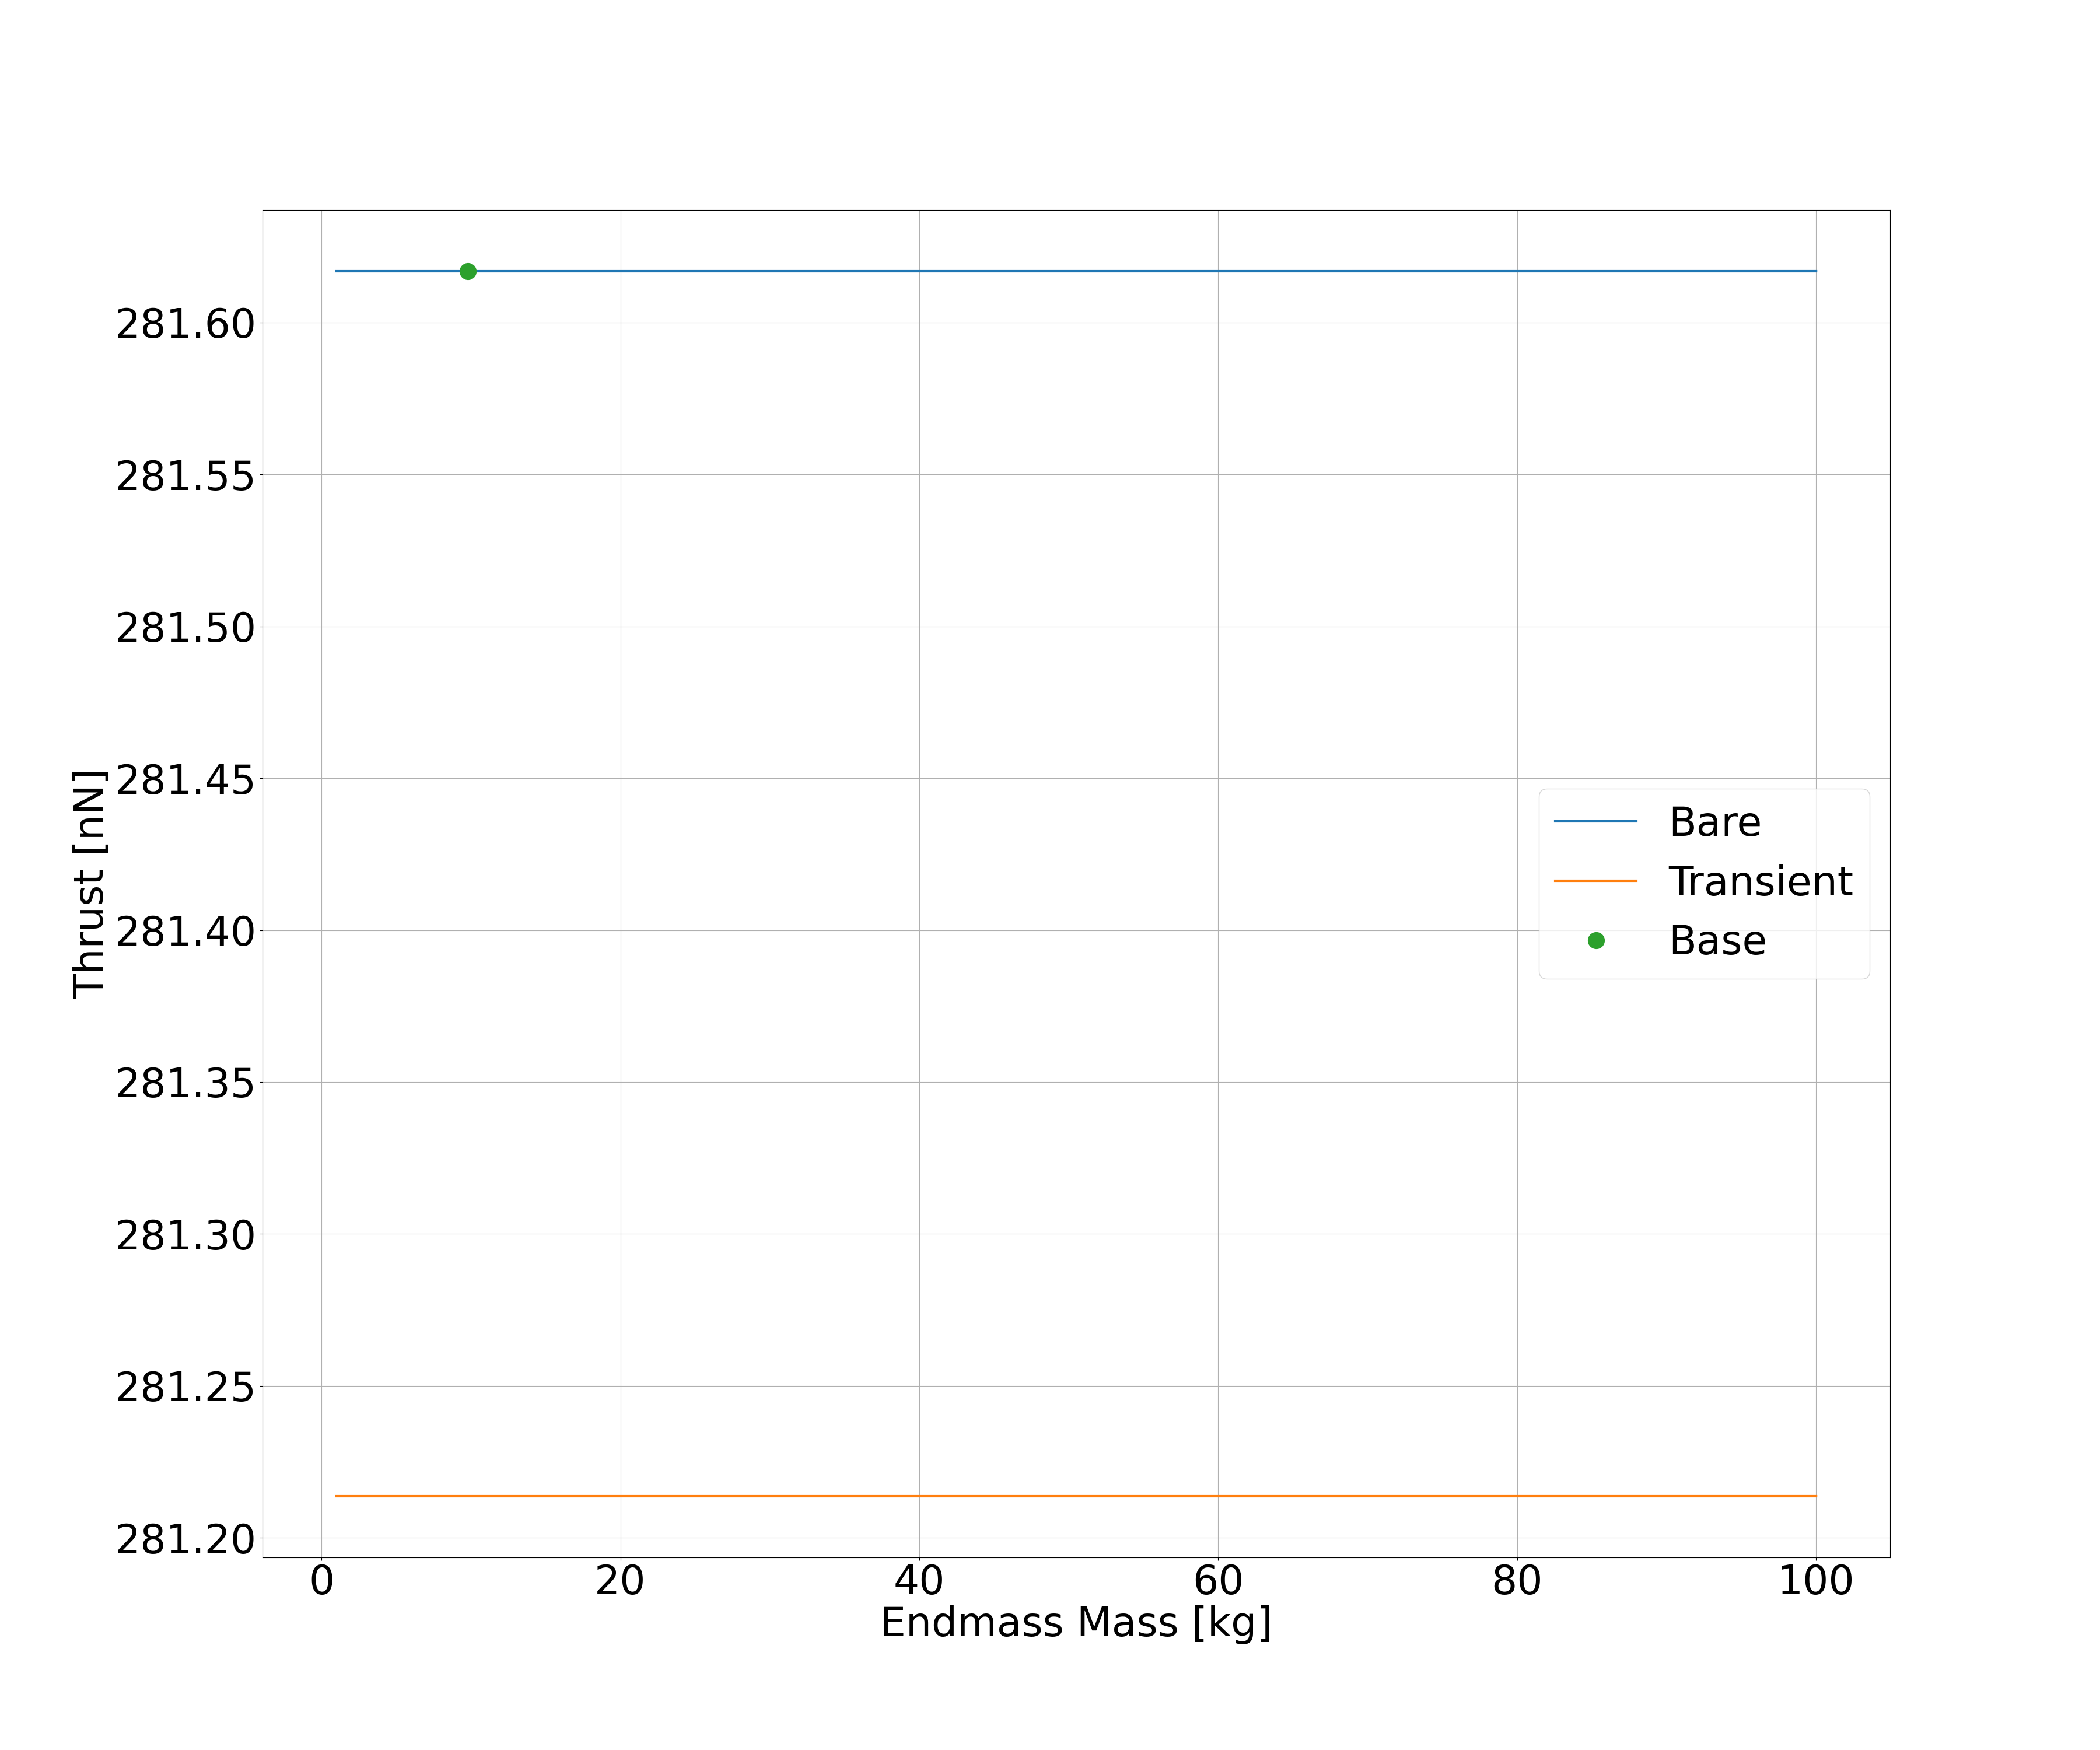 281.60
281.55
281.50
281.45
281.40
281.35
281.30
281.25
281.20
Thrust [nN]
0 20 40 60 80 100
Endmass Mass [kg]
Bare
Transient
Base